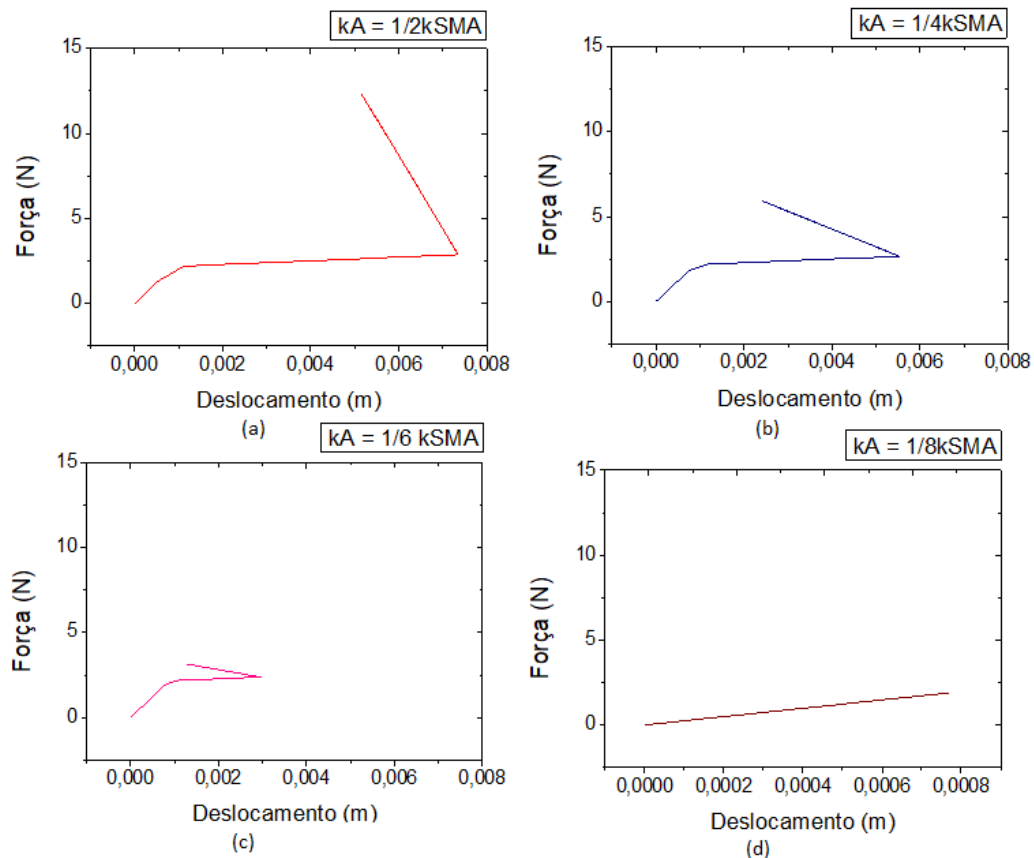 kA = 1/2kSMA
15
10
5
0
Força (N)
0,000 0,002 0,004 0,006 0,008
Deslocamento (m)
(a)
kA = 1/4kSMA
15
10
5
0
Força (N)
0,000 0,002 0,004 0,006 0,008
Deslocamento (m)
(b)
kA = 1/6 kSMA
15
10
5
0
Força (N)
0,000 0,002 0,004 0,006 0,008
Deslocamento (m)
(c)
kA = 1/8kSMA
15
10
5
0
Força (N)
0,0000 0,0002 0,0004 0,0006 0,0008
Deslocamento (m)
(d)